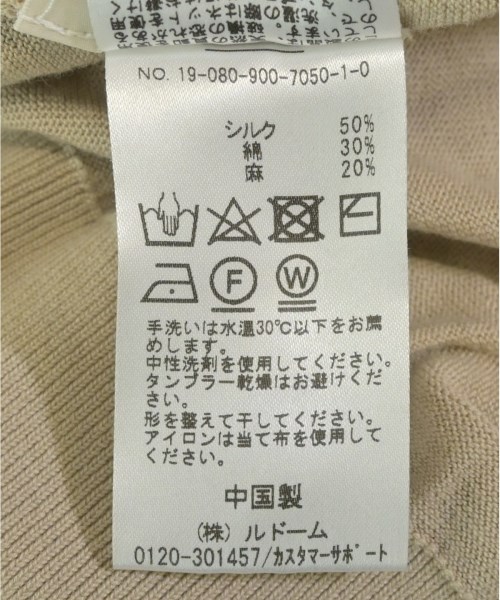 NO. 19-080-900-7050-1-0
シルク 50%
綿 30%
麻 20%
F
W
手洗いは水温30℃以下をお薦
めします。
中性洗剤を使用してください。
タンブラー乾燥はお避けくだ
さい。
形を整えて干してください。
アイロンは当て布を使用して
ください。
中国製
(株) ルドーム
0120-301457/カスタマーサポート